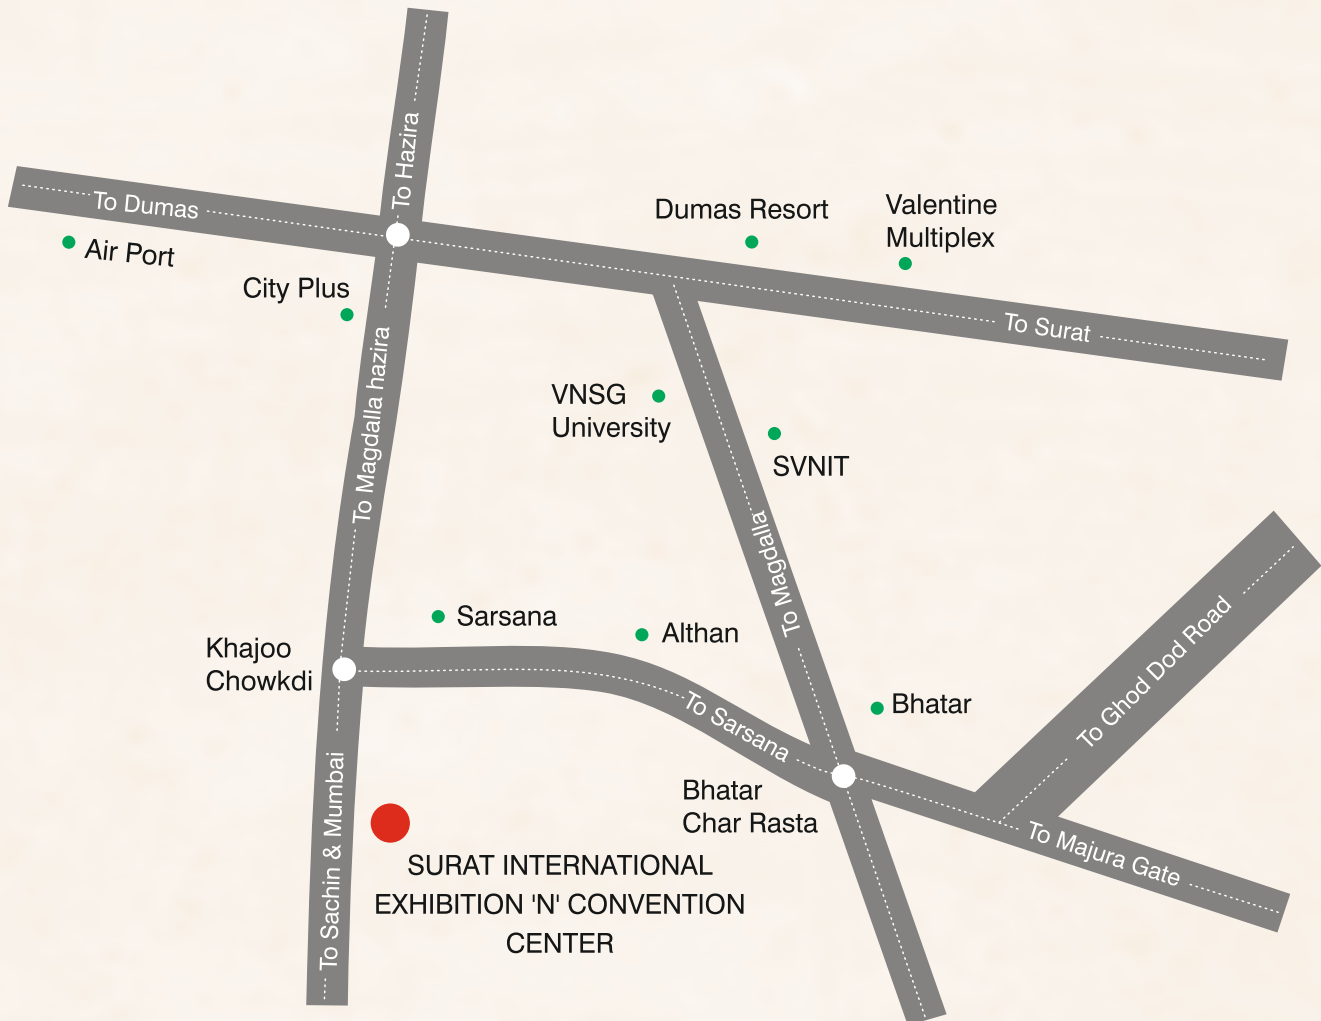 To Hazira
To Dumas
Air Port
City Plus
Dumas Resort
Valentine
Multiplex
To Surat
To Magdalla hazira
VNSG
University
SVNIT
To Magdalla
Sarsana
Althan
Khajoo
Chowkdi
To Sarsana
Bhatar
To Ghod Dod Road
Bhatar
Char Rasta
To Majura Gate
To Sachin & Mumbai
SURAT INTERNATIONAL
EXHIBITION 'N' CONVENTION
CENTER